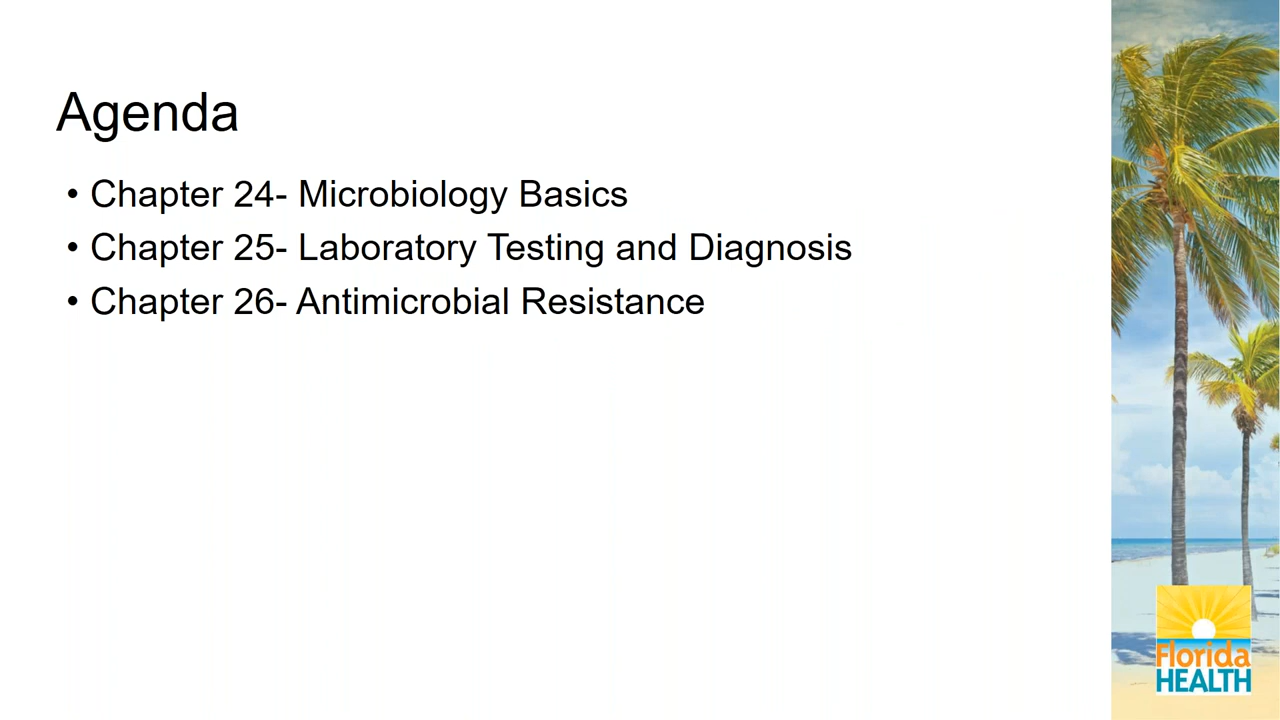 Agenda
• Chapter 24- Microbiology Basics
• Chapter 25- Laboratory Testing and Diagnosis
• Chapter 26- Antimicrobial Resistance
Florida
HEALTH